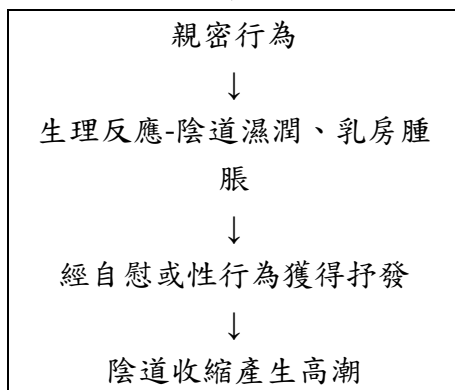 親密行為
↓
生理反應-陰道濕潤、乳房腫
脹
↓
經自慰或性行為獲得抒發
↓
陰道收縮產生高潮